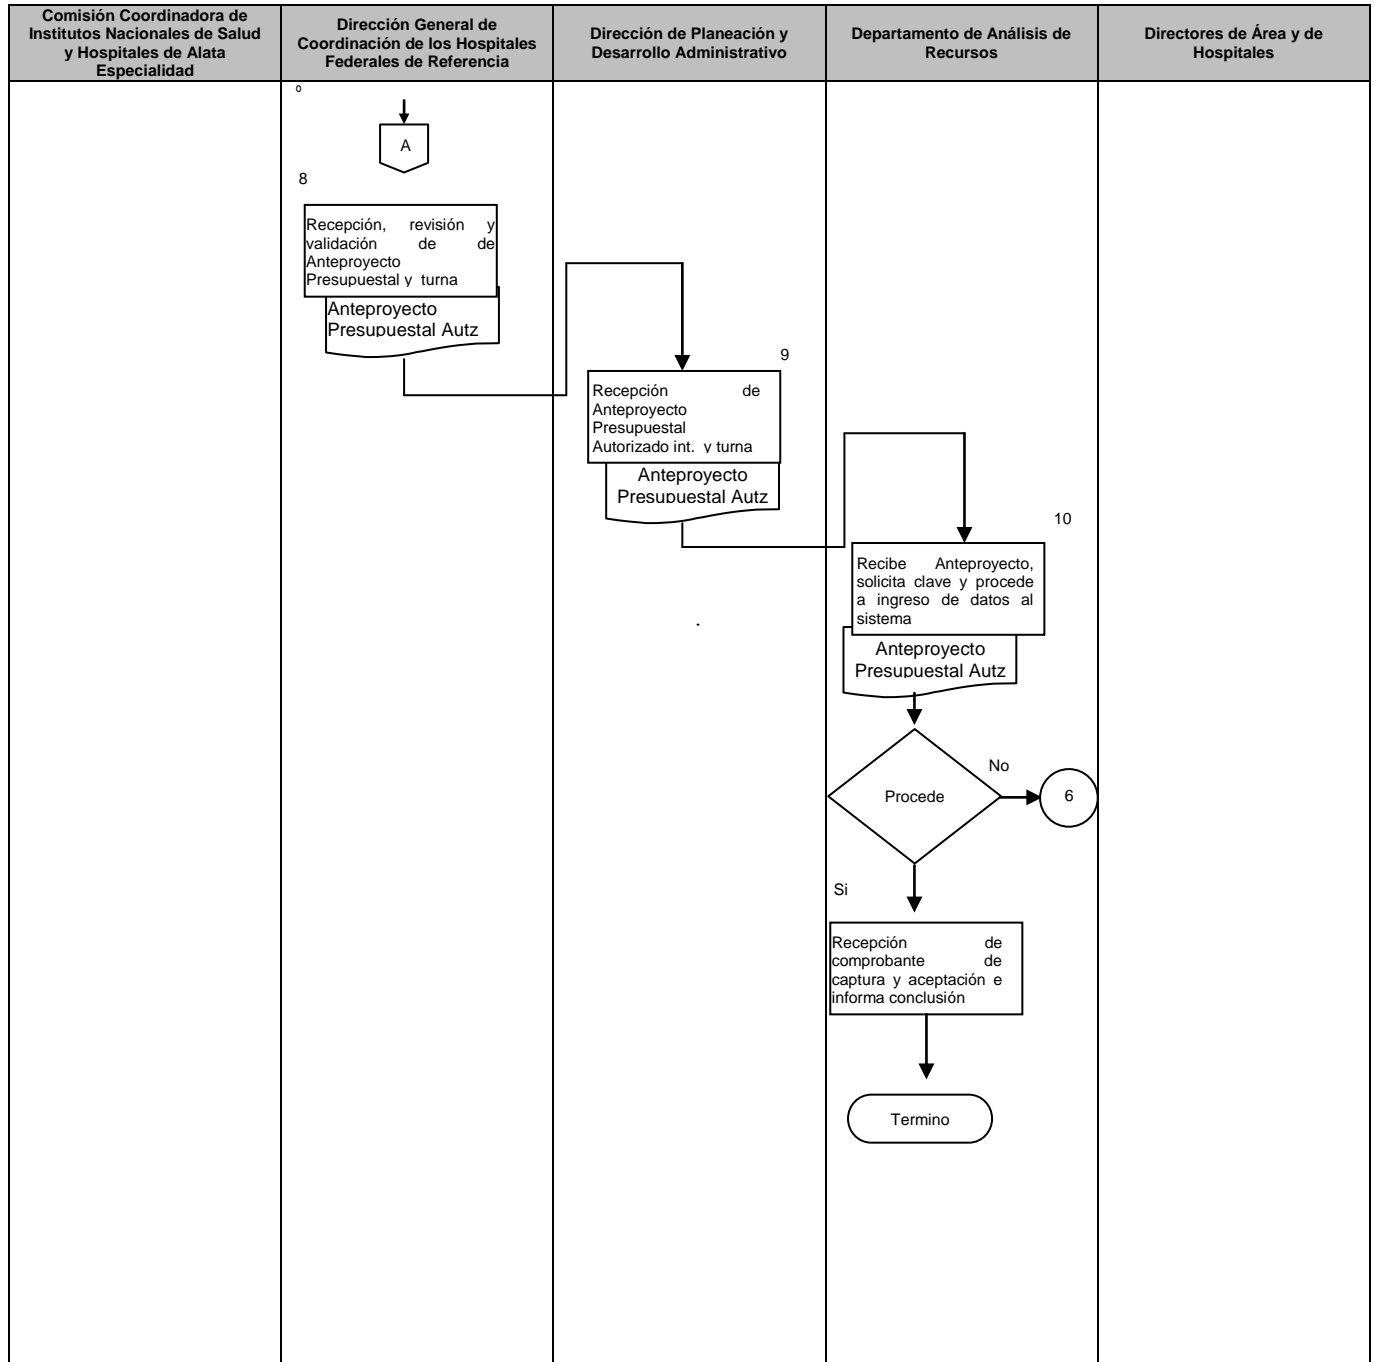 Comisión Coordinadora de
Institutos Nacionales de Salud
y Hospitales de Alata
Especialidad
Dirección General de
Coordinación de los Hospitales
Federales de Referencia
Dirección de Planeación y
Desarrollo Administrativo
Departamento de Análisis de
Recursos
Directores de Área y de
Hospitales
º
A
8
Recepción, revisión y
validación de de
Anteproyecto
Presupuestal y turna
Anteproyecto
Presupuestal Autz
9
Recepción de
Anteproyecto
Presupuestal
Autorizado int. y turna
Anteproyecto
Presupuestal Autz
10
Recibe Anteproyecto,
solicita clave y procede
a ingreso de datos al
sistema
.
Anteproyecto
Presupuestal Autz
Procede
No
6
Si
Recepción de
comprobante de
captura y aceptación e
informa conclusión
Termino